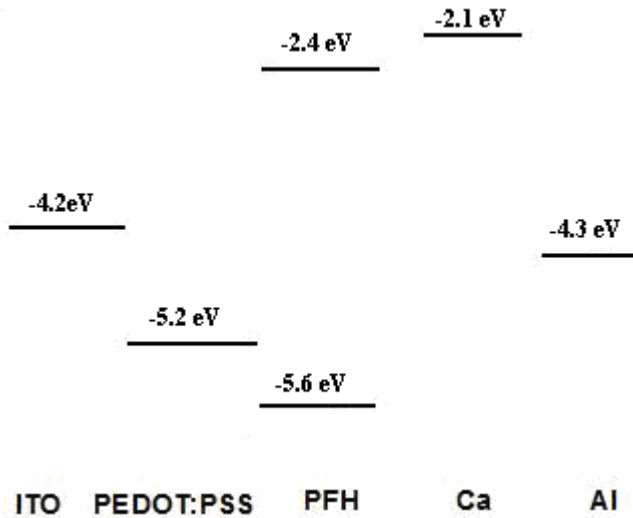 -2.1 eV
-2.4 eV
-4.2eV
-4.3 eV
-5.2 eV
-5.6 eV
ITO PEDOT:PSS PFH Ca Al